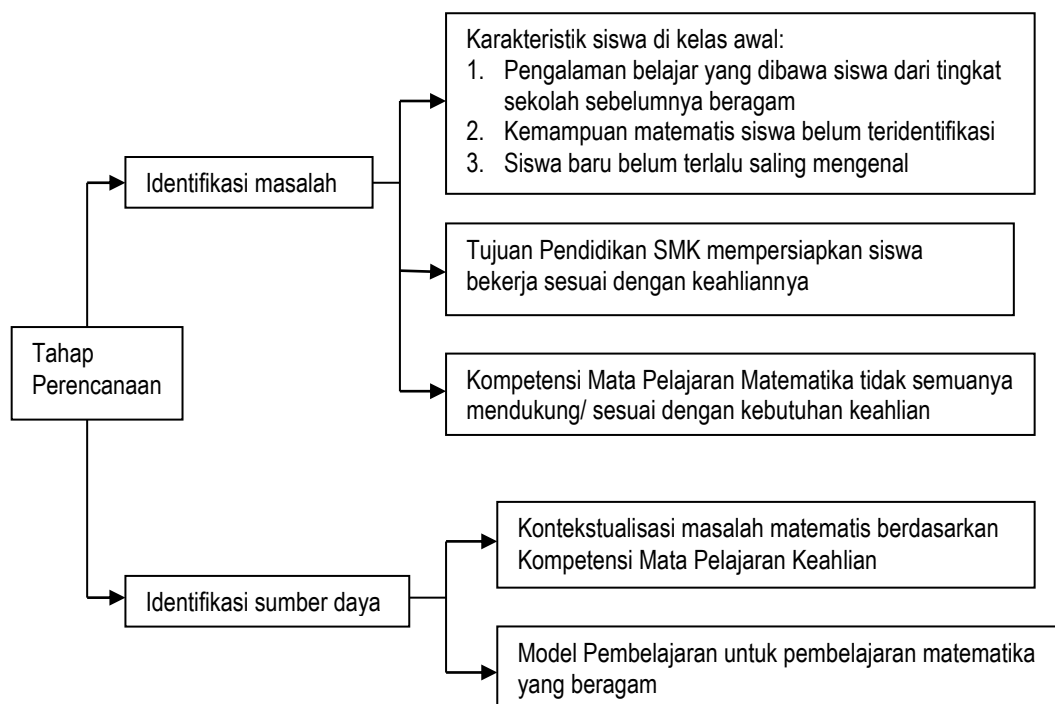 Karakteristik siswa di kelas awal:
1. Pengalaman belajar yang dibawa siswa dari tingkat
sekolah sebelumnya beragam
2. Kemampuan matematis siswa belum teridentifikasi
3. Siswa baru belum terlalu saling mengenal
Identifikasi masalah
Tujuan Pendidikan SMK mempersiapkan siswa
bekerja sesuai dengan keahliannya
Tahap
Perencanaan
Kompetensi Mata Pelajaran Matematika tidak semuanya
mendukung/ sesuai dengan kebutuhan keahlian
Kontekstualisasi masalah matematis berdasarkan
Kompetensi Mata Pelajaran Keahlian
Identifikasi sumber daya
Model Pembelajaran untuk pembelajaran matematika
yang beragam